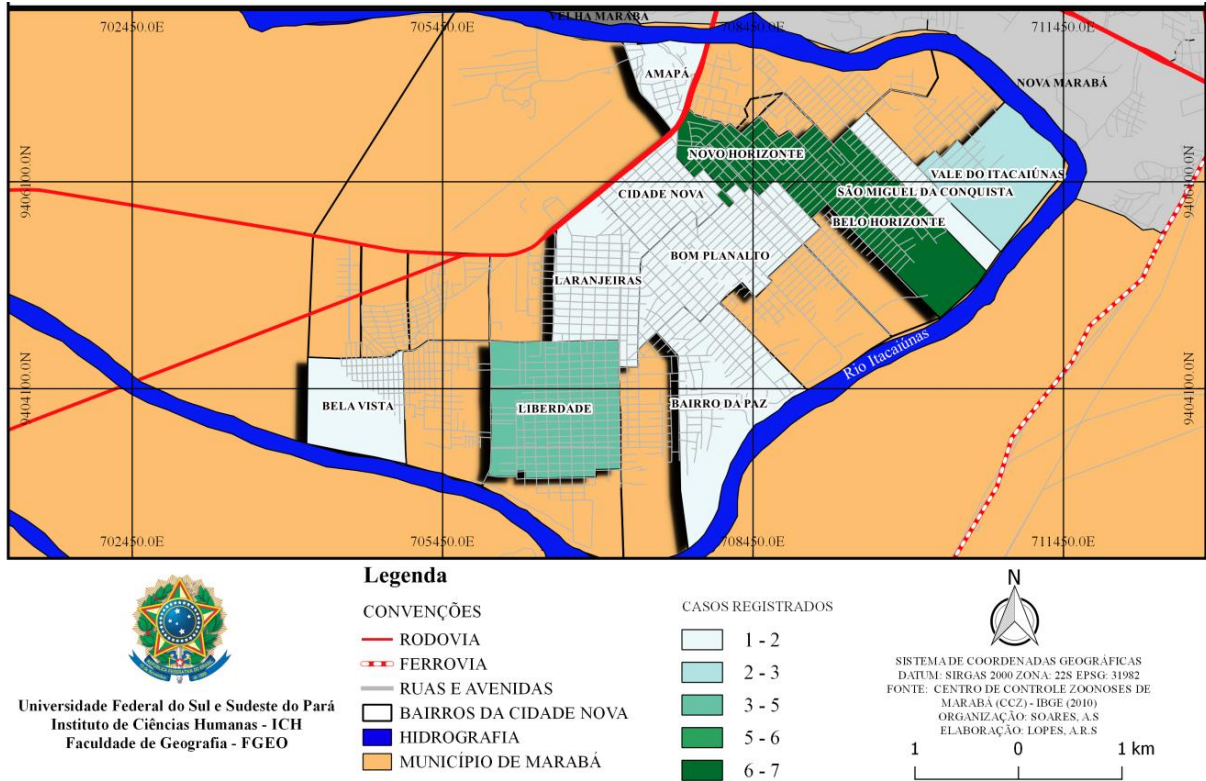 VELHA MARABÁ
702450.0E
705450.0E
708450.0E
711450.0E
AMAPÁ
NOVA MARABÁ
NOVO HORIZONTE
9406100.0N
CIDADE NOVA
VALE DO ITACAIÚNAS
SÃO MIGUEL DA CONQUISTA
9406100.0N
BELO HORIZONTE
BOM PLANALTO
LARANJEIRAS
Rio Itacaiúnas
9404100.0N
BELA VISTA
LIBERDADE
BAIRRO DA PAZ
9404100.0N
702450.0E
705450.0E
708450.0E
711450.0E
Universidade Federal do Sul e Sudeste do Pará
Instituto de Ciências Humanas - ICH
Faculdade de Geografia - FGEO
Legenda
CONVENÇÕES
RODOVIA
FERROVIA
RUAS E AVENIDAS
BAIRROS DA CIDADE NOVA
HIDROGRAFIA
MUNICÍPIO DE MARABÁ
CASOS REGISTRADOS
1 - 2
2 - 3
3 - 5
5 - 6
6 - 7
N
SISTEMA DE COORDENADAS GEOGRÁFICAS
DATUM: SIRGAS 2000 ZONA: 22S EPSG: 31982
FONTE: CENTRO DE CONTROLE ZOONOSES DE
MARABÁ (CCZ) - IBGE (2010)
ORGANIZAÇÃO: SOARES, A.S
ELABORAÇÃO: LOPES, A.R.S
1 0 1 km